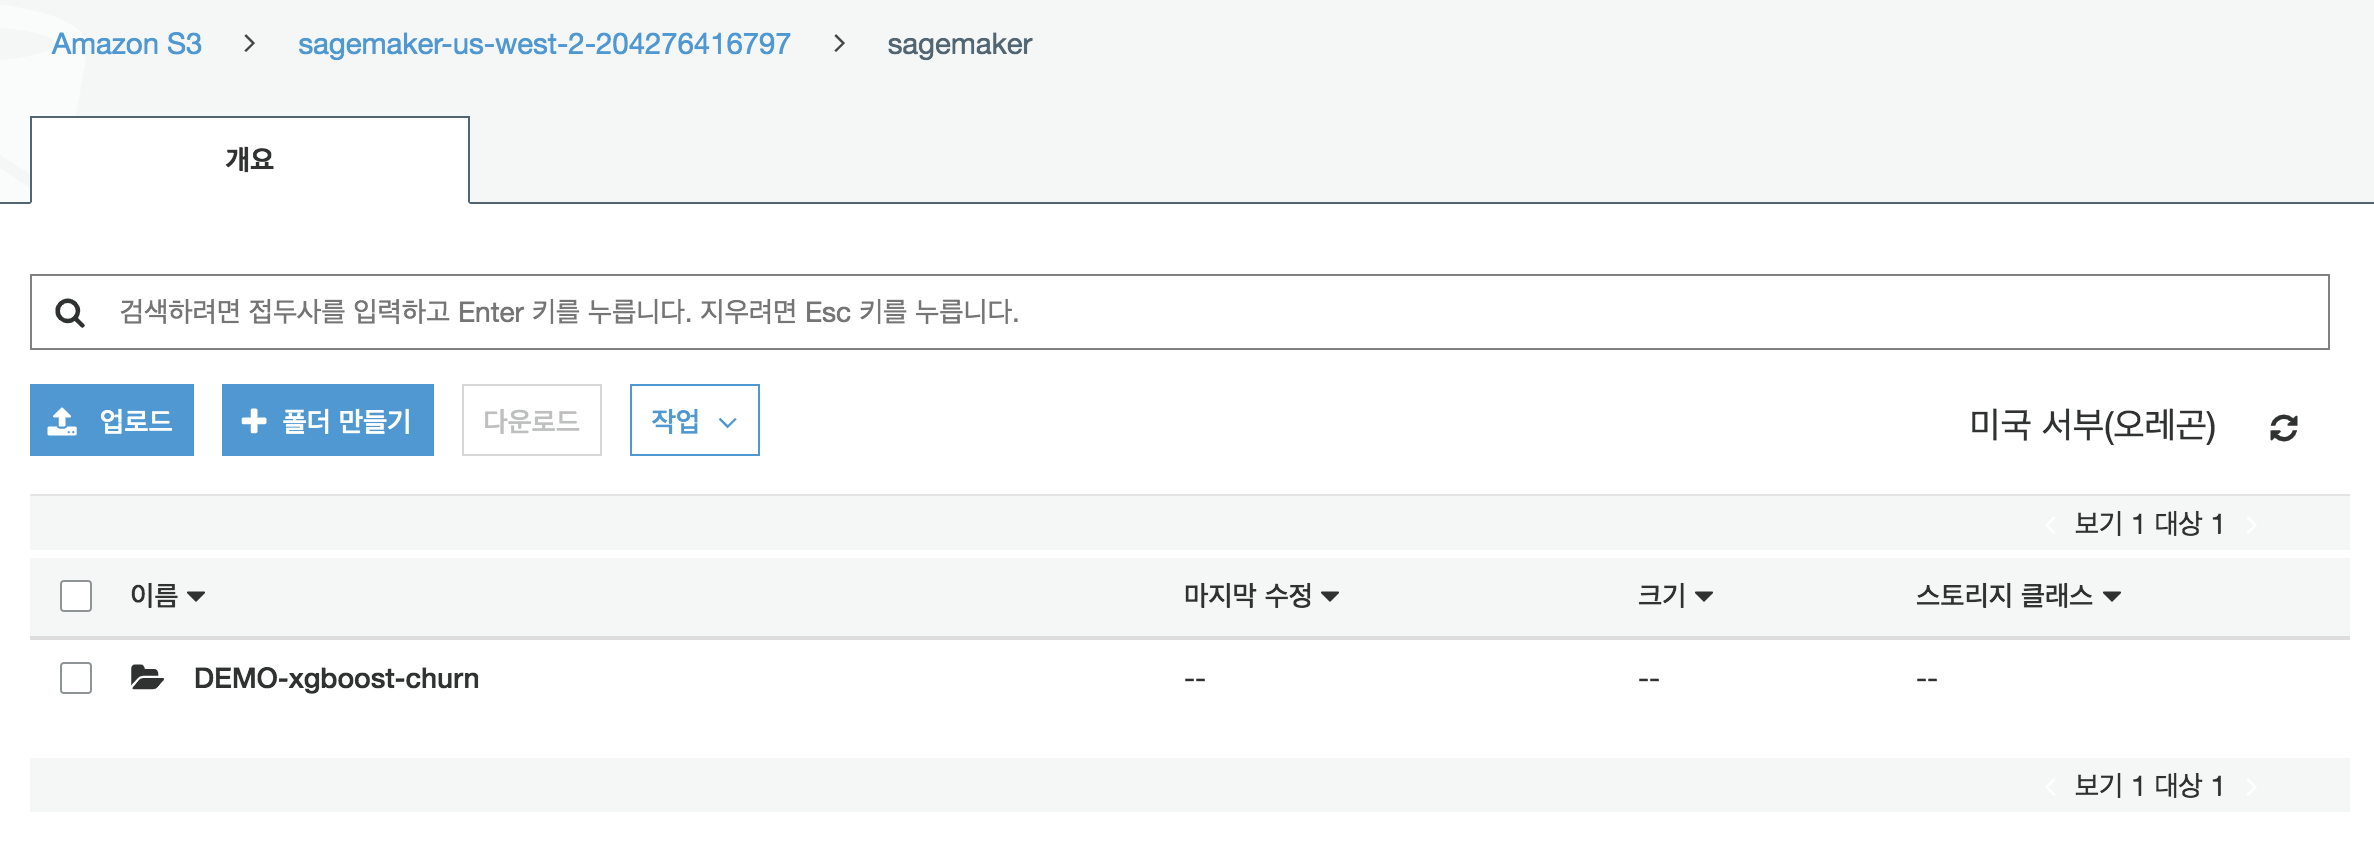 Amazon S3 > sagemaker-us-west-2-204276416797 > sagemaker
개요
검색하려면 접두사를 입력하고 Enter 키를 누릅니다. 지우려면 Esc 키를 누릅니다.
업로드 폴더 만들기 다운로드 작업 미국 서부(오레곤)
보기 1 대상 1
이름 마지막 수정 크기 스토리지 클래스
DEMO-xgboost-churn -- -- --
보기 1 대상 1